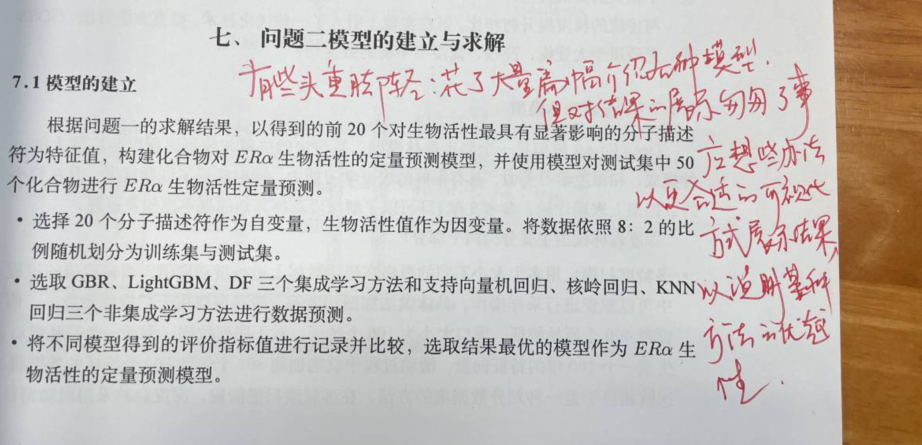 七、问题二模型的建立与求解
7.1 模型的建立
有些头重脚轻：花了大量篇幅介绍各种模型.
但对结果的展示匆匆了事
应想些办法
以更合适的可视化
方式展示结果，
以说明某种
方法的优越
性.
根据问题一的求解结果，以得到的前 20 个对生物活性最具有显著影响的分子描述
符为特征值，构建化合物对 ERα 生物活性的定量预测模型，并使用模型对测试集中 50
个化合物进行 ERα 生物活性定量预测。
• 选择 20 个分子描述符作为自变量，生物活性值作为因变量。将数据依照 8：2 的比
例随机划分为训练集与测试集。
• 选取 GBR、LightGBM、DF 三个集成学习方法和支持向量机回归、核岭回归、KNN
回归三个非集成学习方法进行数据预测。
• 将不同模型得到的评价指标值进行记录并比较，选取结果最优的模型作为 ERα 生
物活性的定量预测模型。